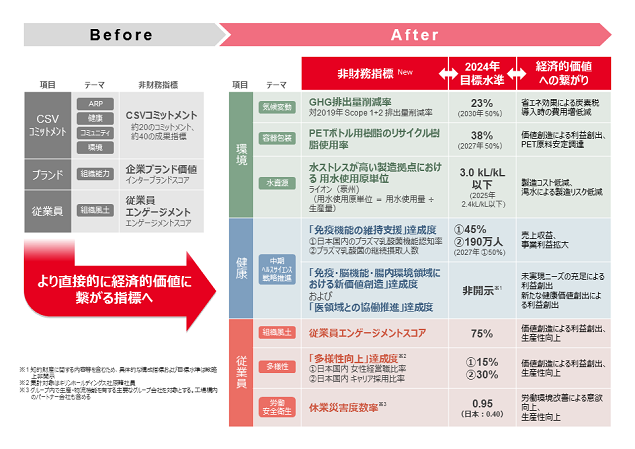 Before
After
項目
テーマ
非財務指標
CSV
コミットメント
ARP
健康
コミュニティ
環境
CSVコミットメント
約20のコミットメント、
約40の成果指標
ブランド
組織能力
企業ブランド価値
インターブランドスコア
従業員
組織風土
従業員
エンゲージメント
エンゲージメントスコア
より直接的に経済的価値に
繋がる指標へ
※1 知的財産に関する内容等を含むため、具体的な構成指標および目標水準は戦略
上非開示
※2 集計対象はキリンホールディングス社原籍社員
※3 グループ内で生産・物流機能を有する主要なグループ会社を対象とする。工場構内
のパートナー会社も含める
項目
テーマ
非財務指標 New
2024年
目標水準
経済的価値
への繋がり
環境
気候変動
GHG排出量削減率
対2019年 Scope 1+2 排出量削減率
23%
(2030年 50%)
省エネ効果による炭素税
導入時の費用増低減
容器包装
PETボトル用樹脂のリサイクル樹
脂使用率
38%
(2027年 50%)
価値創造による利益創出、
PET原料安定調達
水資源
水ストレスが高い製造拠点におけ
る 用水使用原単位
ライオン（豪州）
（用水使用原単位 = 用水使用量 ÷
生産量）
3.0 kL/kL
以下
(2025年
2.4kL/kL以下)
製造コスト低減、
渇水による製造リスク低減
健康
中期
ヘルスサイエンス
戦略推進
「免疫機能の維持支援」達成度
①日本国内のプラズマ乳酸菌機能認知率
②プラズマ乳酸菌の継続摂取人数
①45%
②190万人
(2027年 ①50%)
売上収益、
事業利益拡大
「免疫・脳機能・腸内環境領域に
おける新価値創造」達成度
および
「医領域との協働推進」達成度
非開示※1
未実現ニーズの充足による
利益創出
新たな健康価値創出によ
る利益創出
従業員
組織風土
従業員エンゲージメントスコア
75%
価値創造による利益創出、
生産性向上
多様性
「多様性向上」達成度※2
①日本国内 女性経営職比率
②日本国内 キャリア採用比率
①15%
②30%
価値創造による利益創出、
生産性向上
労働
安全衛生
休業災害度数率※3
0.95
(日本：0.40)
労働環境改善による意欲
向上、
生産性向上